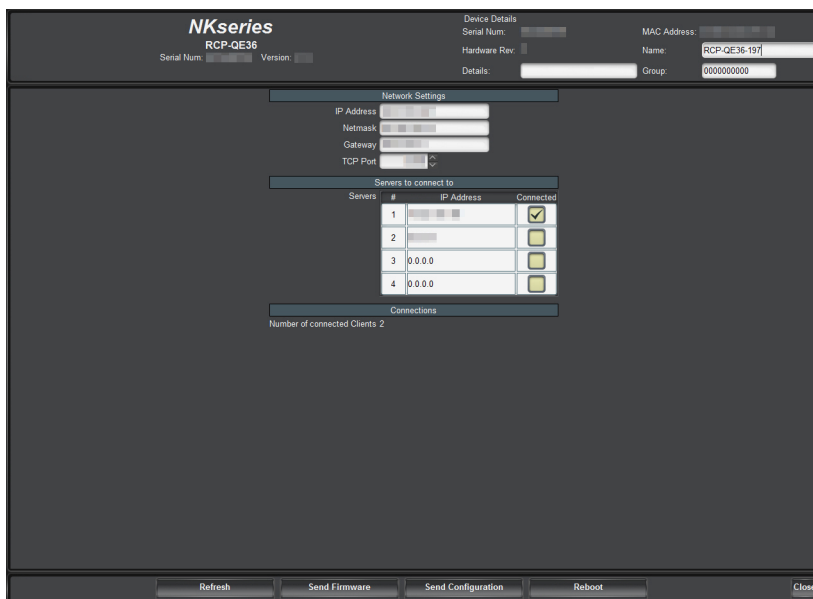 NKseries
RCP-QE36
Serial Num: Version:
Device Details
Serial Num: MAC Address:
Hardware Rev: Name: RCP-QE36-197
Details: Group: 0000000000
Network Settings
IP Address
Netmask
Gateway
TCP Port
Servers to connect to
Servers # IP Address Connected
1
2
3 0.0.0.0
4 0.0.0.0
Connections
Number of connected Clients 2
Refresh Send Firmware Send Configuration Reboot Close